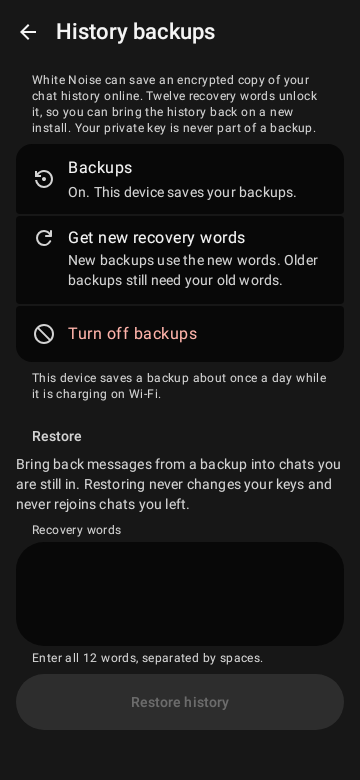 History backups
White Noise can save an encrypted copy of your
chat history online. Twelve recovery words unlock
it, so you can bring the history back on a new
install. Your private key is never part of a backup.
Backups
On. This device saves your backups.
Get new recovery words
New backups use the new words. Older
backups still need your old words.
Turn off backups
This device saves a backup about once a day while
it is charging on Wi-Fi.
Restore
Bring back messages from a backup into chats you
are still in. Restoring never changes your keys and
never rejoins chats you left.
Recovery words
Enter all 12 words, separated by spaces.
Restore history